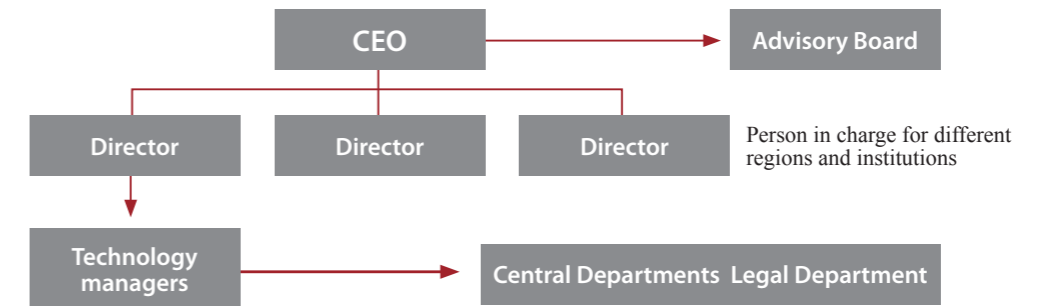 CEO
Advisory Board
Director
Director
Director
Person in charge for different
regions and institutions
Technology
managers
Central Departments Legal Department